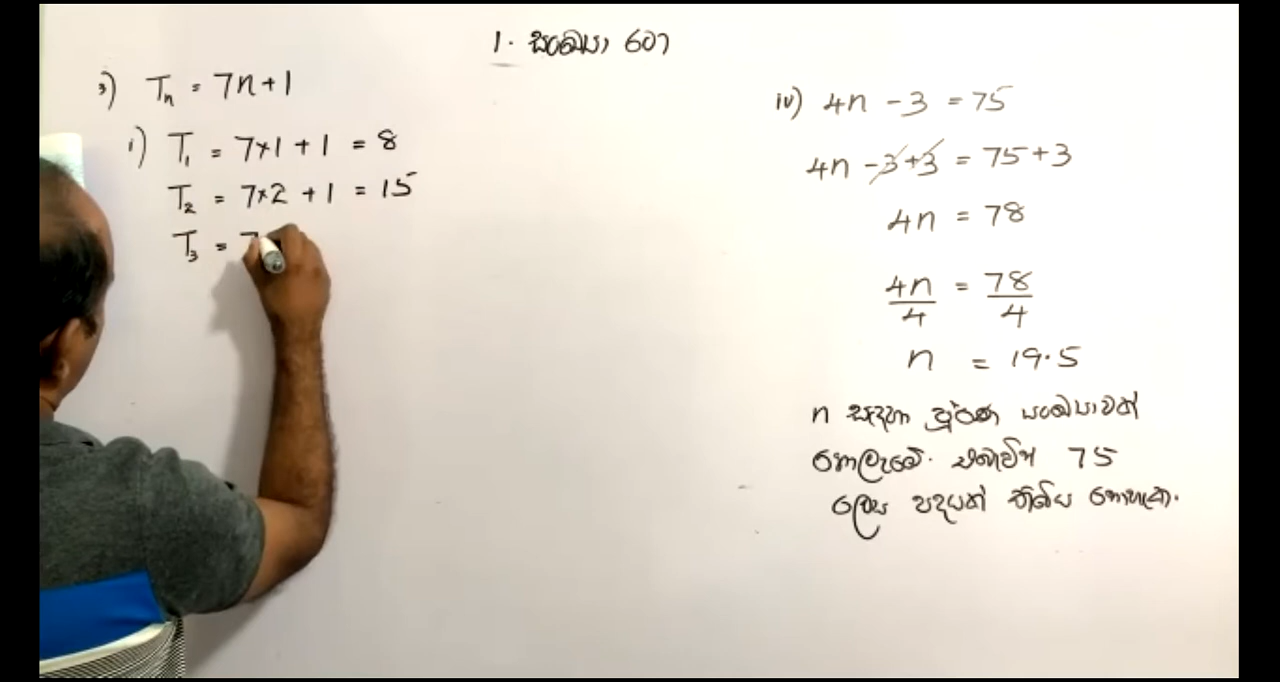 1. සංඛ්‍යා රටා
3) Tₙ = 7n+1
i) T₁ = 7×1 + 1 = 8
T₂ = 7×2 + 1 = 15
T₃ = 7
iv) 4n - 3 = 75
4n - 3 + 3 = 75 + 3
4n = 78
4n/4 = 78/4
n = 19.5
n සඳහා පූර්ණ සංඛ්‍යාවක්
නොලැබේ. එබැවින් 75
ලෙස පදයක් තිබිය නොහැක.